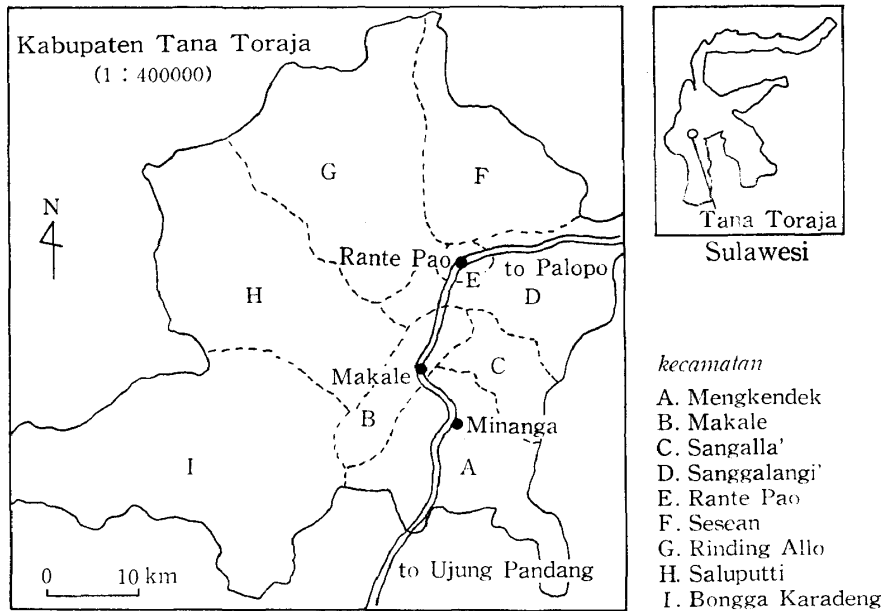 Kabupaten Tana Toraja
(1 : 400000)
N
G
F
Rante Pao
to Palopo
E
D
H
C
Makale
B
Minanga
I
A
0 10 km
to Ujung Pandang
Tana Toraja
Sulawesi
kecamatan
A. Mengkendek
B. Makale
C. Sangalla'
D. Sanggalangi'
E. Rante Pao
F. Sesean
G. Rinding Allo
H. Saluputti
I. Bongga Karadeng